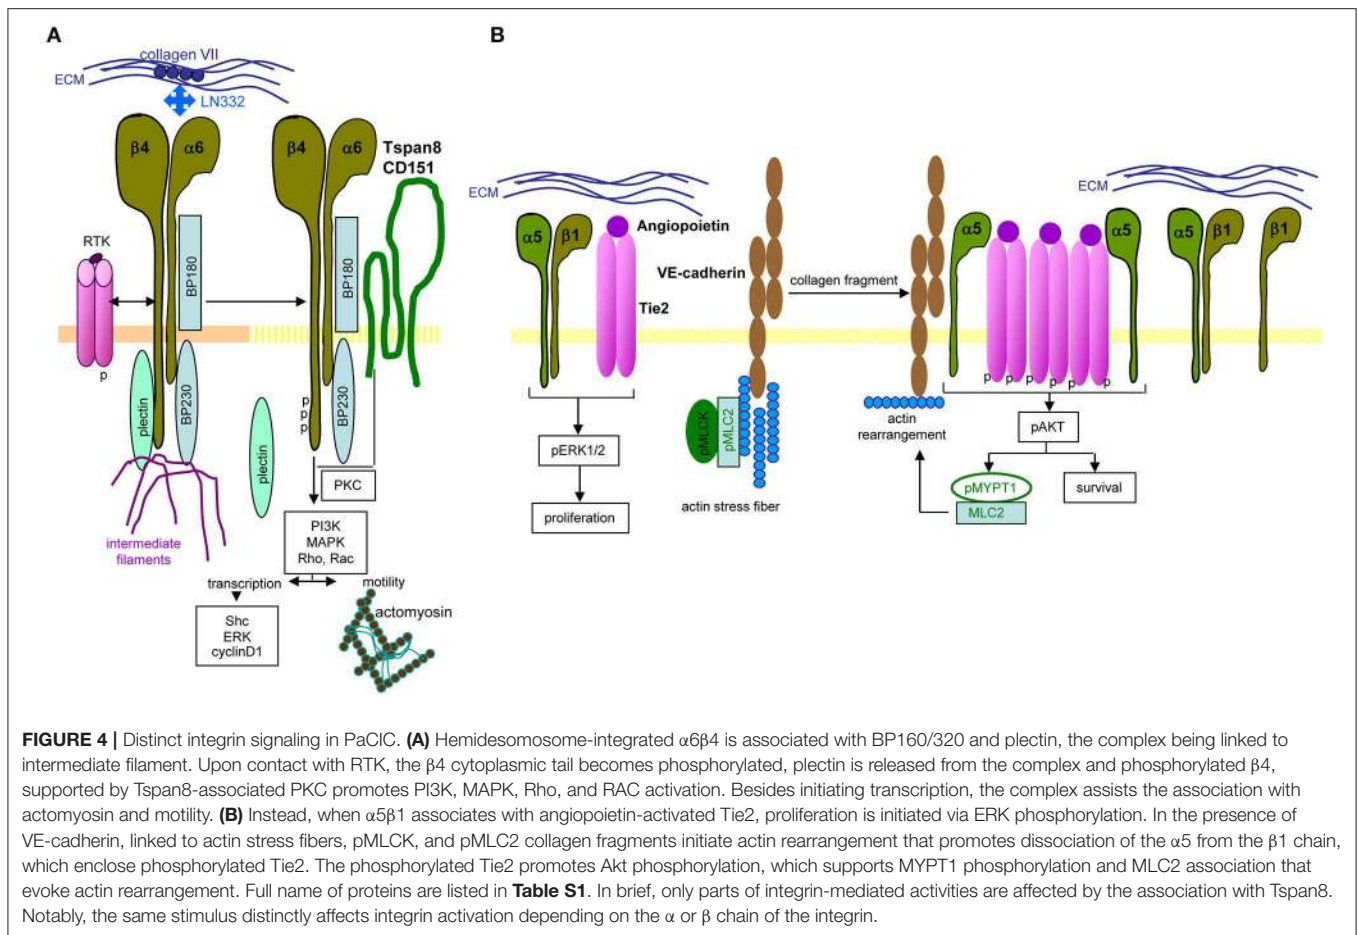 A
collagen VII
ECM
LN332
β4
α6
β4
α6
Tspan8
CD151
RTK
BP180
BP180
p
plectin
BP230
p
p
p
BP230
plectin
PKC
intermediate
filaments
PI3K
MAPK
Rho, Rac
transcription
motility
Shc
ERK
cyclinD1
actomyosin
B
ECM
ECM
α5
β1
Angiopoietin
VE-cadherin
Tie2
collagen fragment
α5
α5
α5
β1
β1
p
p
p
p
p
p
pERK1/2
proliferation
pMLCK
pMLC2
actin stress fiber
actin
rearrangement
pAKT
pMYPT1
MLC2
survival
FIGURE 4 | Distinct integrin signaling in PaCIC. (A) Hemidesomosome-integrated α6β4 is associated with BP160/320 and plectin, the complex being linked to
intermediate filament. Upon contact with RTK, the β4 cytoplasmic tail becomes phosphorylated, plectin is released from the complex and phosphorylated β4,
supported by Tspan8-associated PKC promotes PI3K, MAPK, Rho, and RAC activation. Besides initiating transcription, the complex assists the association with
actomyosin and motility. (B) Instead, when α5β1 associates with angiopoietin-activated Tie2, proliferation is initiated via ERK phosphorylation. In the presence of
VE-cadherin, linked to actin stress fibers, pMLCK, and pMLC2 collagen fragments initiate actin rearrangement that promotes dissociation of the α5 from the β1 chain,
which enclose phosphorylated Tie2. The phosphorylated Tie2 promotes Akt phosphorylation, which supports MYPT1 phosphorylation and MLC2 association that
evoke actin rearrangement. Full name of proteins are listed in Table S1. In brief, only parts of integrin-mediated activities are affected by the association with Tspan8.
Notably, the same stimulus distinctly affects integrin activation depending on the α or β chain of the integrin.